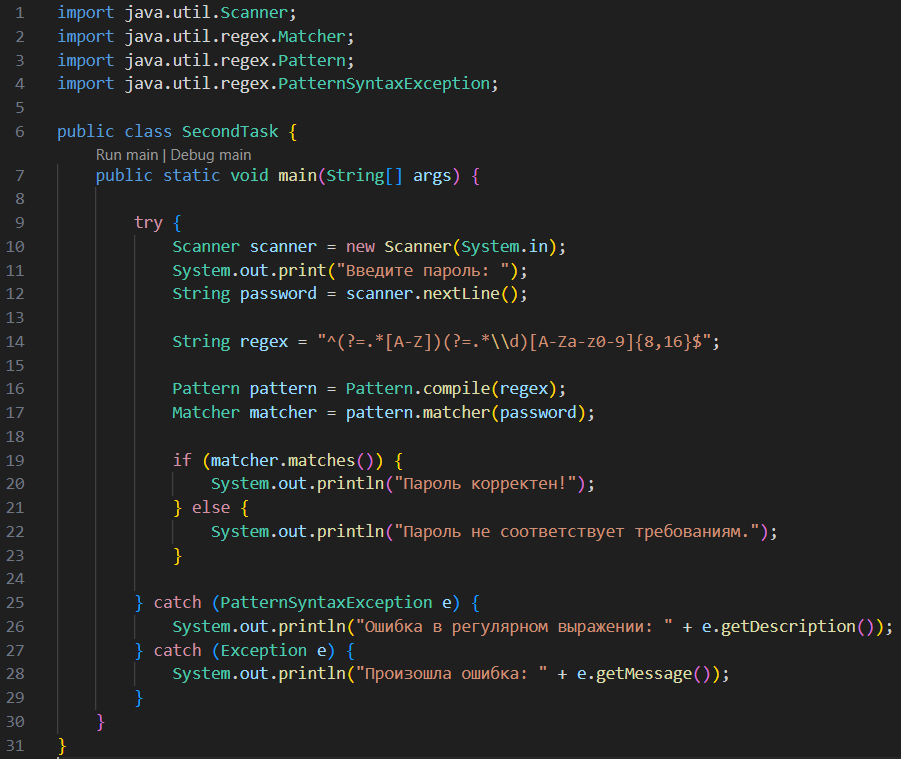 1 import java.util.Scanner;
2 import java.util.regex.Matcher;
3 import java.util.regex.Pattern;
4 import java.util.regex.PatternSyntaxException;
5
6 public class SecondTask {
Run main | Debug main
7 public static void main(String[] args) {
8
9 try {
10 Scanner scanner = new Scanner(System.in);
11 System.out.print("Введите пароль: ");
12 String password = scanner.nextLine();
13
14 String regex = "^(?=.*[A-Z])(?=.*\\d)[A-Za-z0-9]{8,16}$";
15
16 Pattern pattern = Pattern.compile(regex);
17 Matcher matcher = pattern.matcher(password);
18
19 if (matcher.matches()) {
20 System.out.println("Пароль корректен!");
21 } else {
22 System.out.println("Пароль не соответствует требованиям.");
23 }
24
25 } catch (PatternSyntaxException e) {
26 System.out.println("Ошибка в регулярном выражении: " + e.getDescription());
27 } catch (Exception e) {
28 System.out.println("Произошла ошибка: " + e.getMessage());
29 }
30 }
31 }